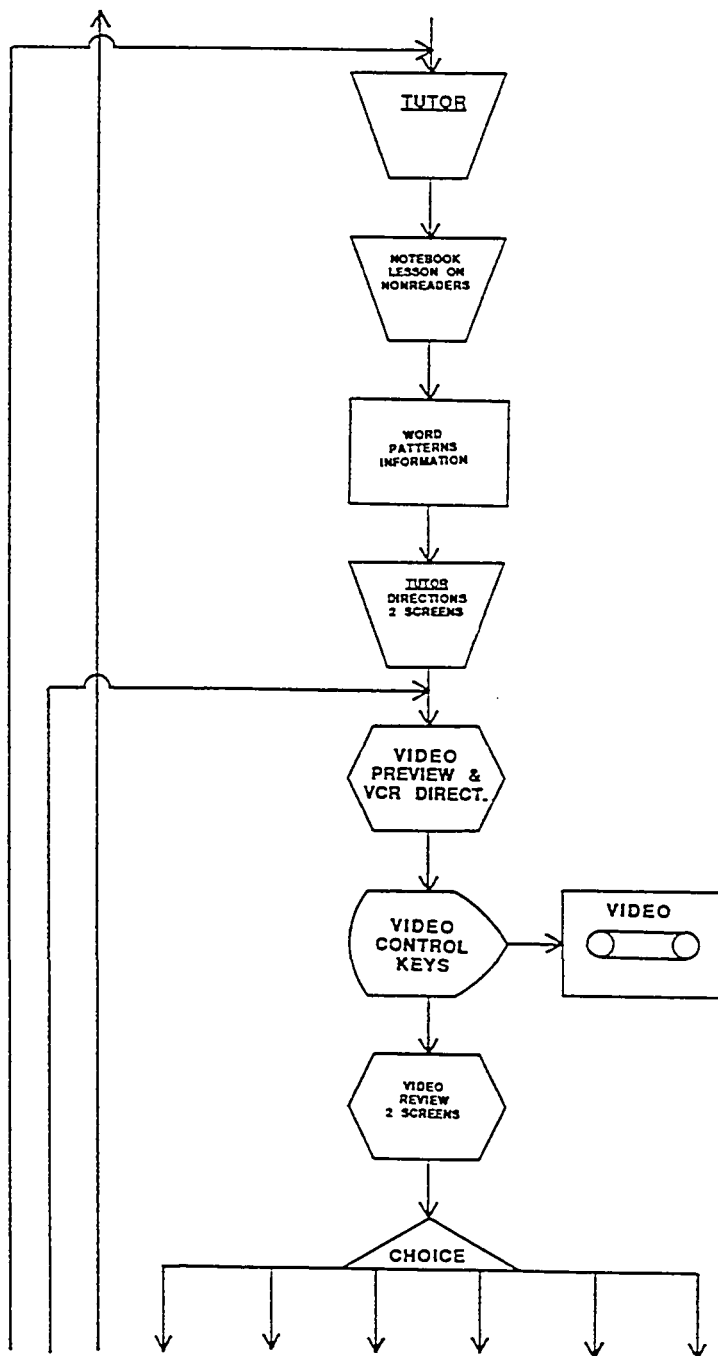 TUTOR
NOTEBOOK
LESSON ON
NONREADERS
WORD
PATTERNS
INFORMATION
TUTOR
DIRECTIONS
2 SCREENS
VIDEO
PREVIEW &
VCR DIRECT.
VIDEO
CONTROL
KEYS
VIDEO
VIDEO
REVIEW
2 SCREENS
CHOICE